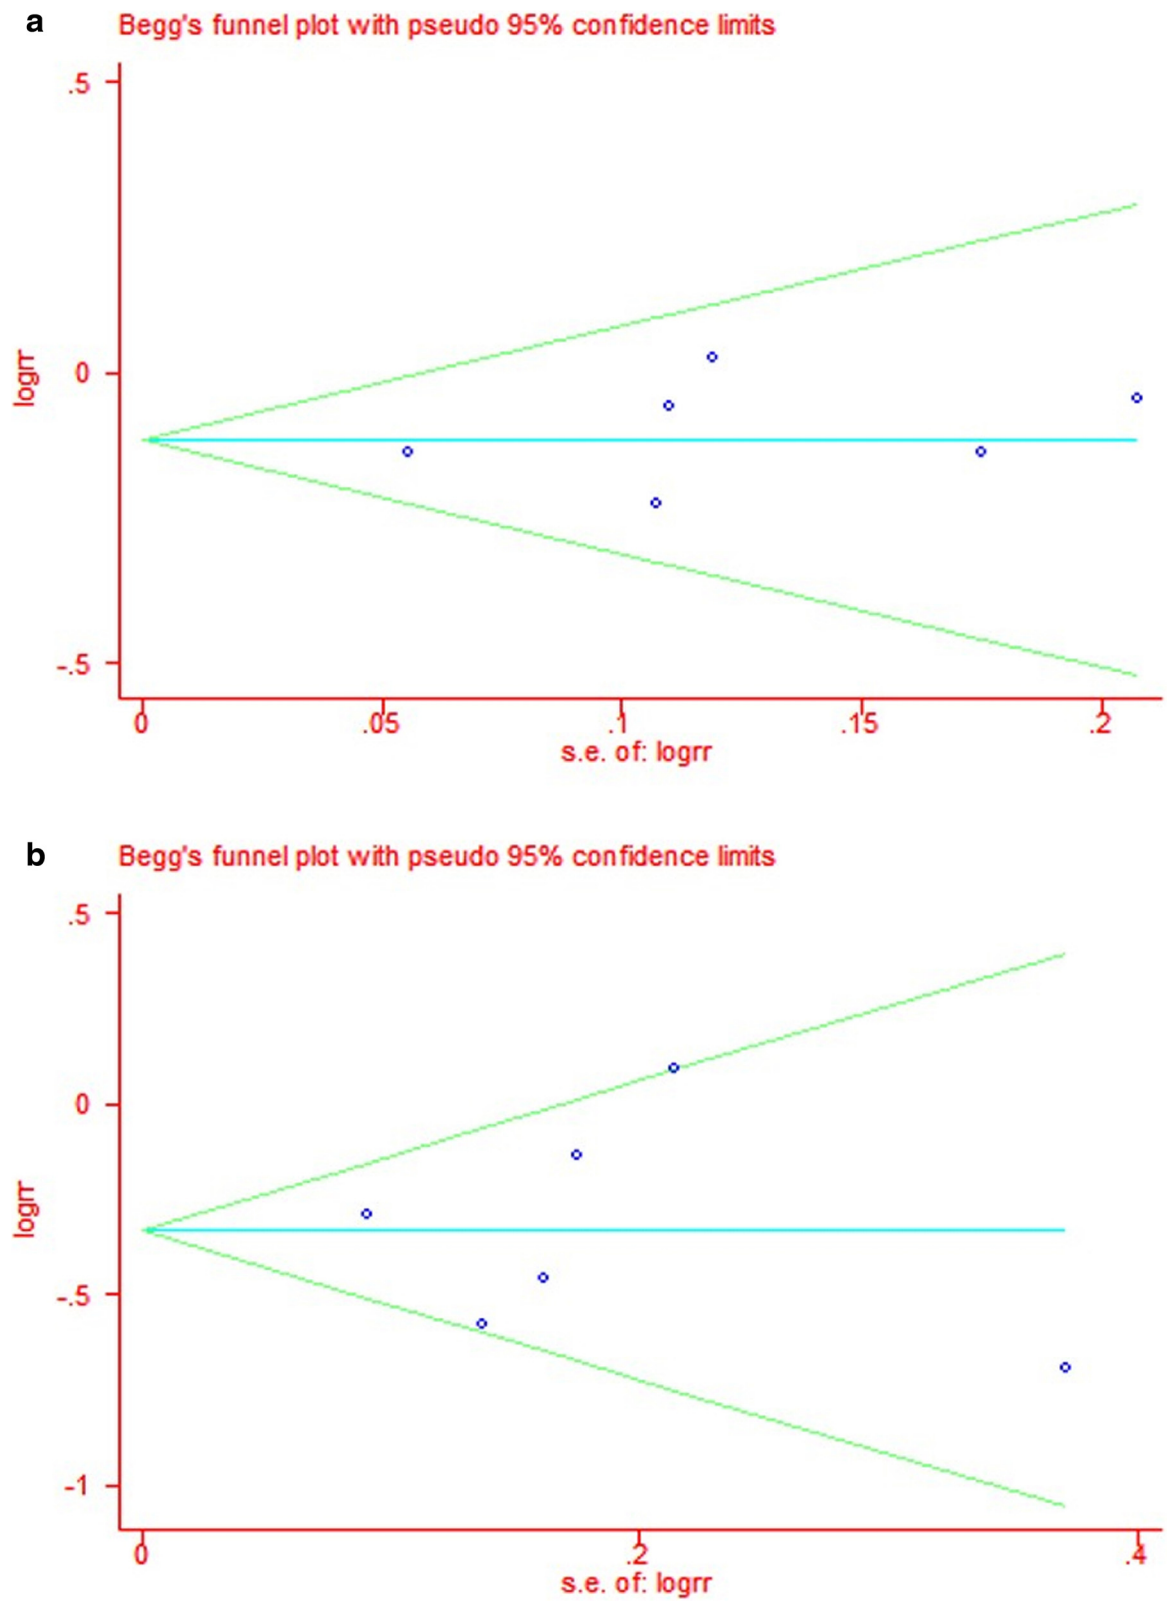 a
Begg's funnel plot with pseudo 95% confidence limits
.5
0
-.5
logrr
0 .05 .1 .15 .2
s.e. of: logrr
b
Begg's funnel plot with pseudo 95% confidence limits
.5
0
-.5
-1
logrr
0 .2 .4
s.e. of: logrr